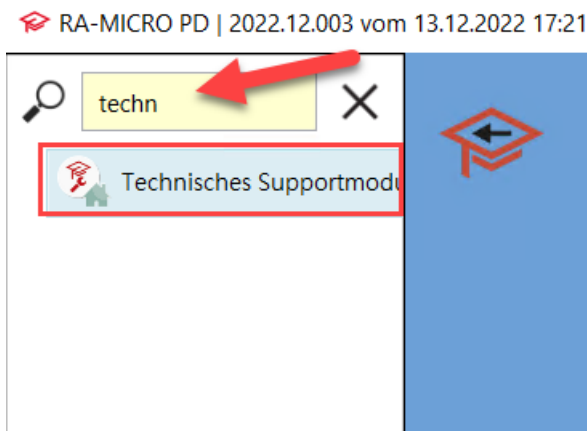 RA-MICRO PD | 2022.12.003 vom 13.12.2022 17:21
techn
Technisches Supportmodu